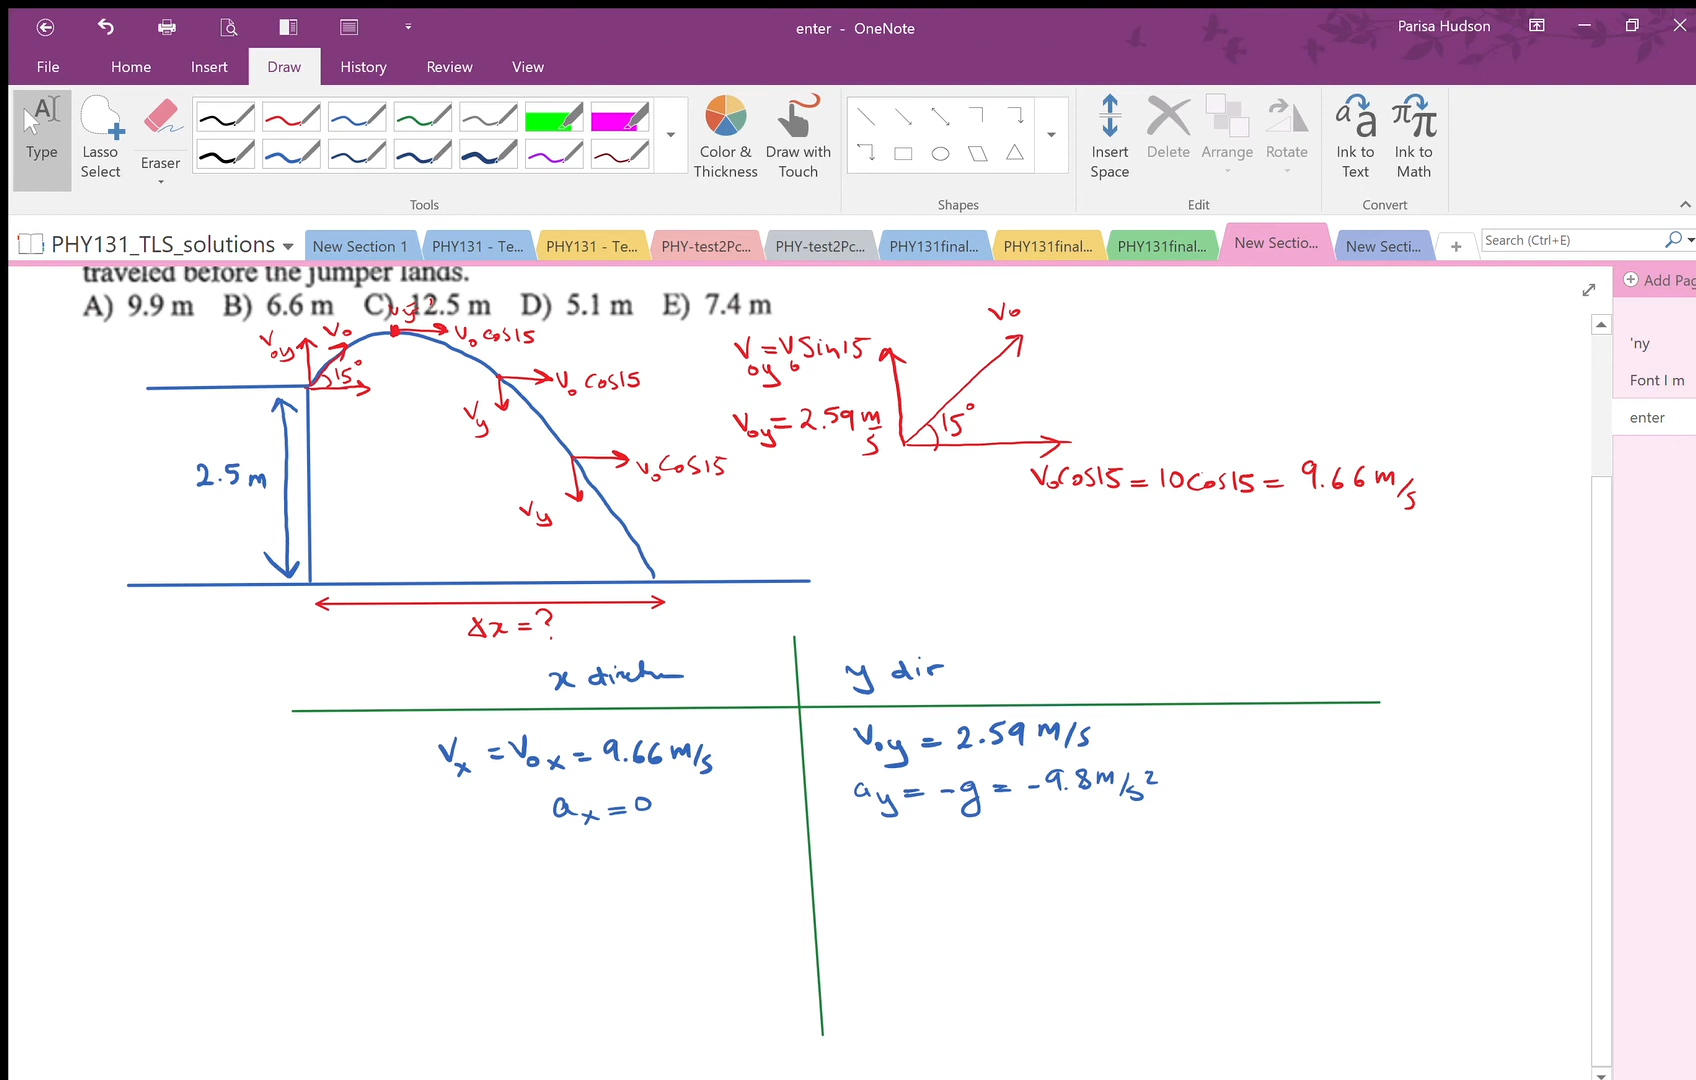 enter - OneNote
Parisa Hudson
File Home Insert Draw History Review View
Type
Lasso Select
Eraser
Color & Thickness
Draw with Touch
Insert Space
Delete
Arrange
Rotate
Ink to Text
Ink to Math
Tools
Shapes
Edit
Convert
PHY131_TLS_solutions
New Section 1
PHY131 - Te...
PHY131 - Te...
PHY-test2Pc...
PHY-test2Pc...
PHY131final...
PHY131final...
PHY131final...
New Sectio...
New Secti...
Search (Ctrl+E)
Add Pag
'ny
Font I m
enter
traveled before the jumper lands.
A) 9.9 m B) 6.6 m C) 12.5 m D) 5.1 m E) 7.4 m
Voy
Vo
15°
Vo cos15
Vo cos15
Vy
Vo cos15
Vy
2.5 m
Δx = ?
Voy = Vo Sin15
Voy = 2.59 m/s
Vo
15°
Vo cos15 = 10 cos15 = 9.66 m/s
x direction
y dir
Vx = Vox = 9.66 m/s
Voy = 2.59 m/s
ax = 0
ay = -g = -9.8 m/s²